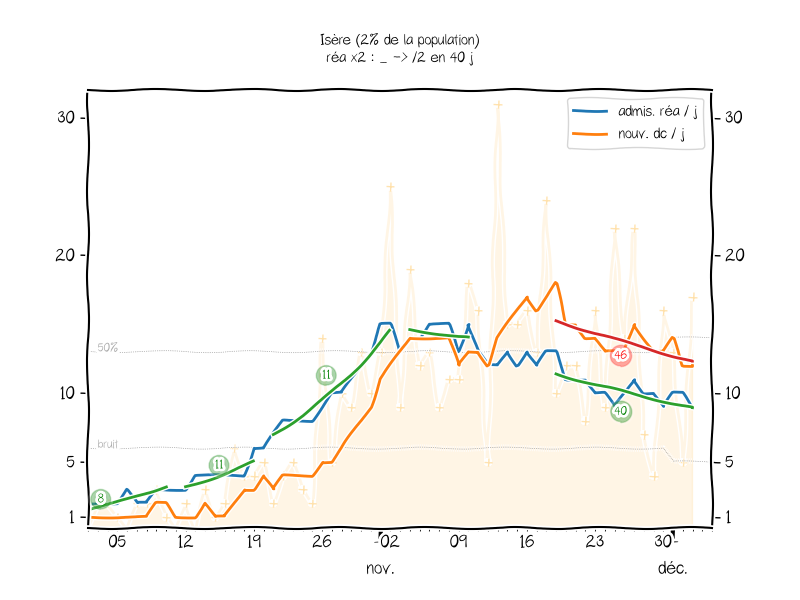 Isère (2% de la population)
réa x2 : _ -> /2 en 40 j
admis. réa / j
nouv. dc / j
30
30
20
20
50%
46
11
10
10
40
bruit
11
5
5
8
1
1
05 12 19 26 02 09 16 23 30
nov. déc.